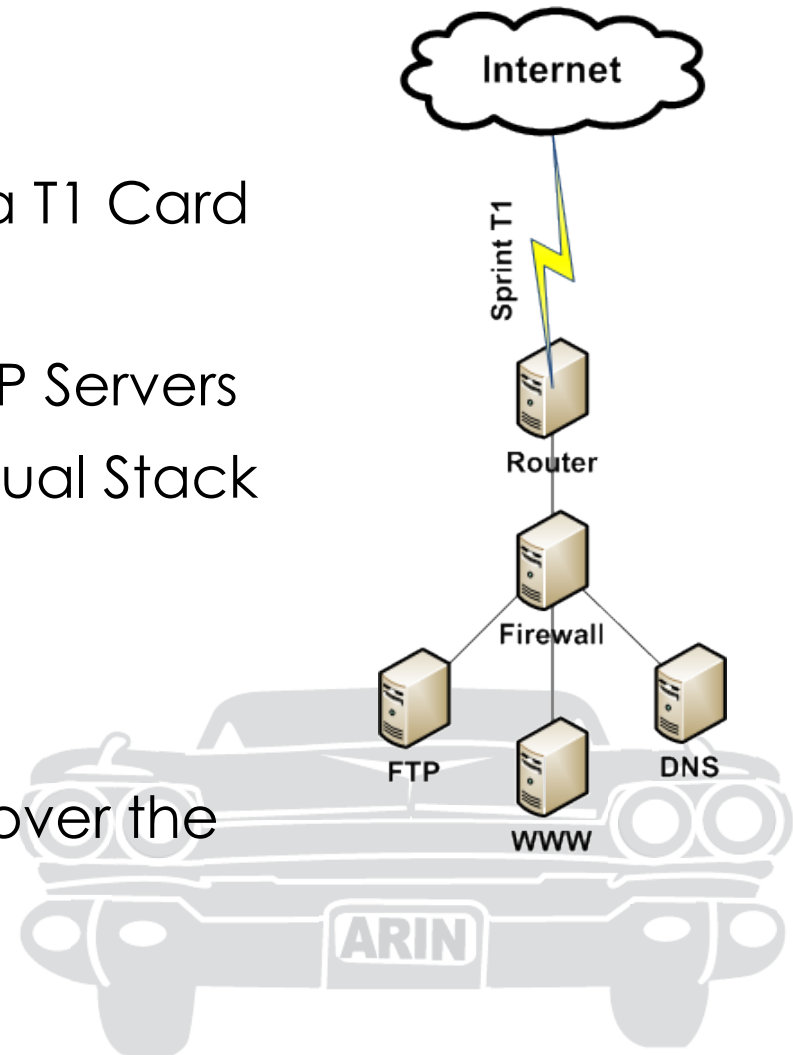 Internet
a T1 Card
Sprint T1
P Servers
Router
ual Stack
Firewall
FTP
DNS
over the
WWW
ARIN